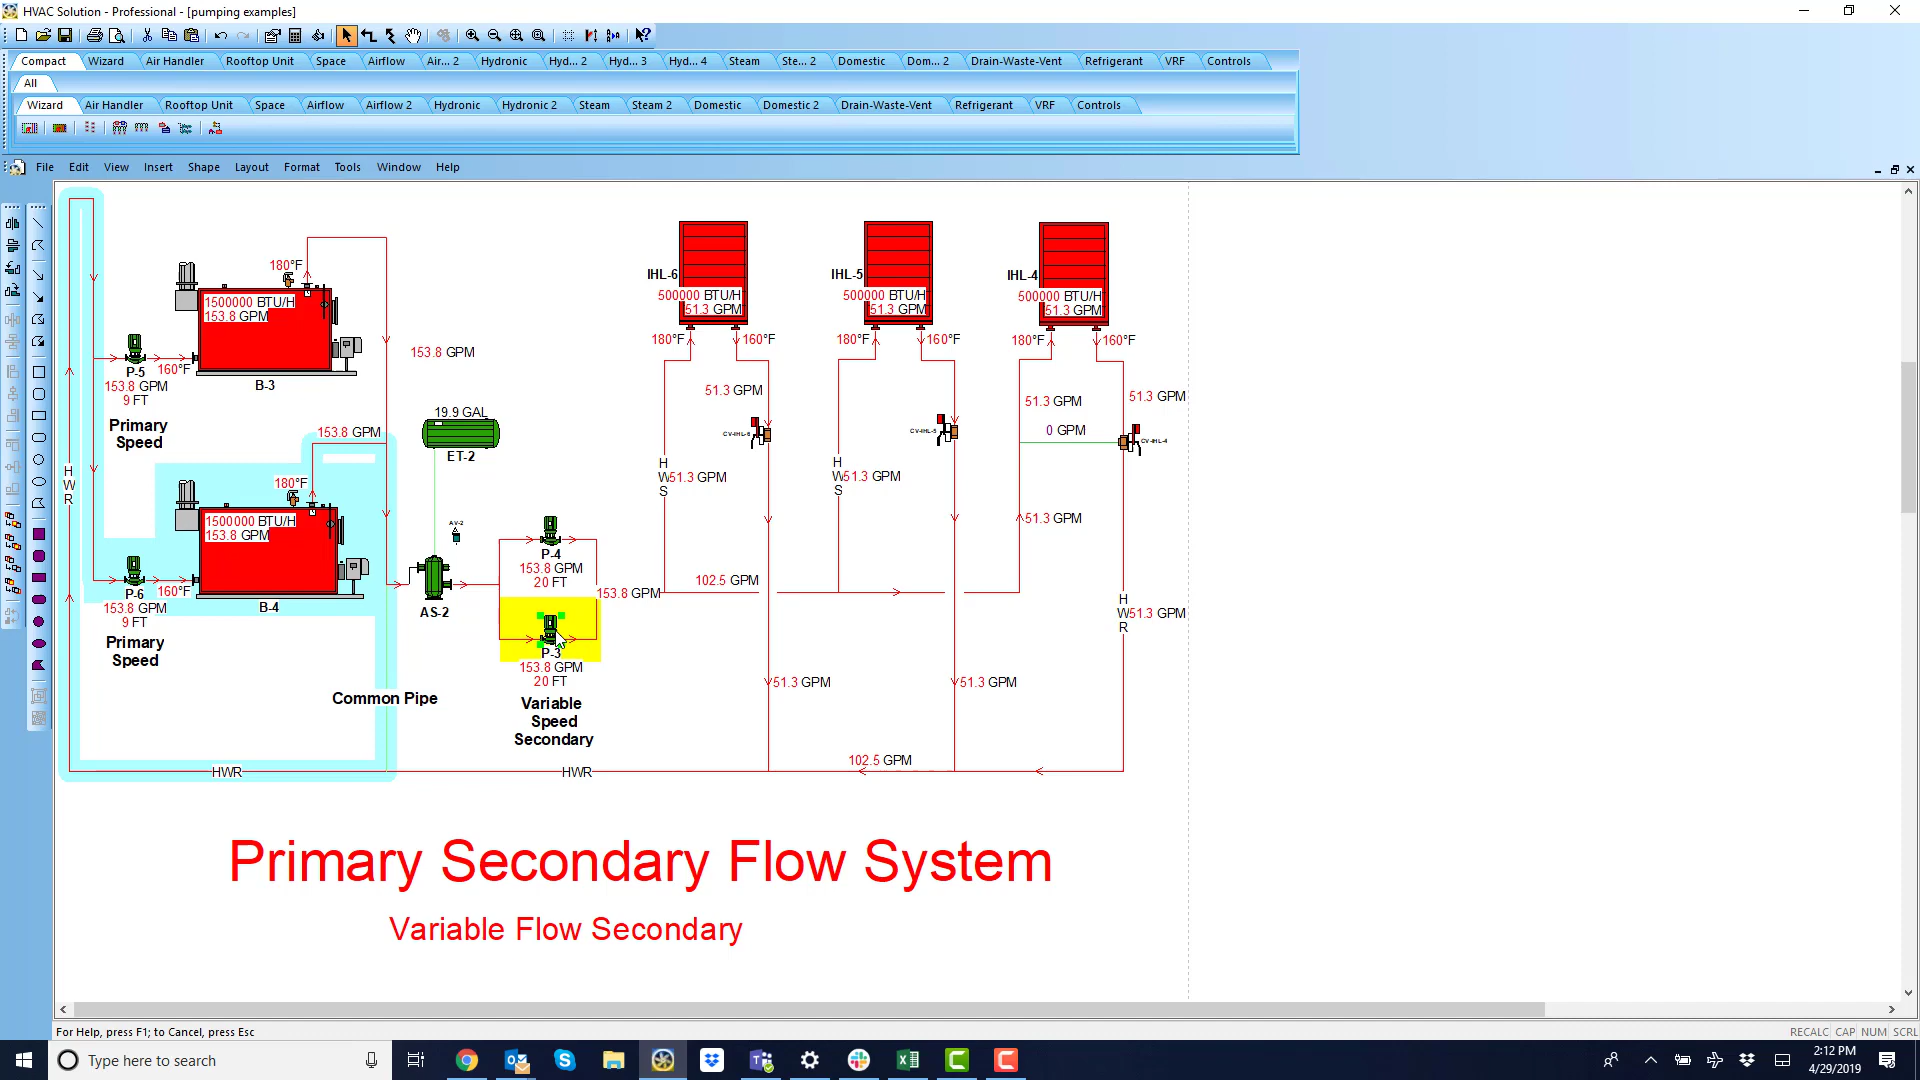 HVAC Solution - Professional - [pumping examples]
Compact Wizard Air Handler Rooftop Unit Space Airflow Air... 2 Hydronic Hyd... 2 Hyd... 3 Hyd... 4 Steam Ste... 2 Domestic Dom... 2 Drain-Waste-Vent Refrigerant VRF Controls
All
Wizard Air Handler Rooftop Unit Space Airflow Airflow 2 Hydronic Hydronic 2 Steam Steam 2 Domestic Domestic 2 Drain-Waste-Vent Refrigerant VRF Controls
File Edit View Insert Shape Layout Format Tools Window Help
180°F
1500000 BTU/H
153.8 GPM
P-5
160°F
153.8 GPM
9 FT
B-3
Primary
Speed
153.8 GPM
153.8 GPM
19.9 GAL
ET-2
HWR
180°F
1500000 BTU/H
153.8 GPM
P-6
160°F
153.8 GPM
9 FT
B-4
Primary
Speed
AV-2
AS-2
P-4
153.8 GPM
20 FT
153.8 GPM
P-3
153.8 GPM
20 FT
Variable
Speed
Secondary
Common Pipe
HWR
HWR
IHL-6
500000 BTU/H
51.3 GPM
180°F
160°F
51.3 GPM
CV-IHL-6
HWS
51.3 GPM
102.5 GPM
51.3 GPM
IHL-5
500000 BTU/H
51.3 GPM
180°F
160°F
CV-IHL-5
HWS
51.3 GPM
51.3 GPM
102.5 GPM
IHL-4
500000 BTU/H
51.3 GPM
180°F
160°F
51.3 GPM
51.3 GPM
0 GPM
CV-IHL-4
51.3 GPM
HWR
51.3 GPM
Primary Secondary Flow System
Variable Flow Secondary
For Help, press F1; to Cancel, press Esc
RECALC CAP NUM SCRL
Type here to search
2:12 PM
4/29/2019